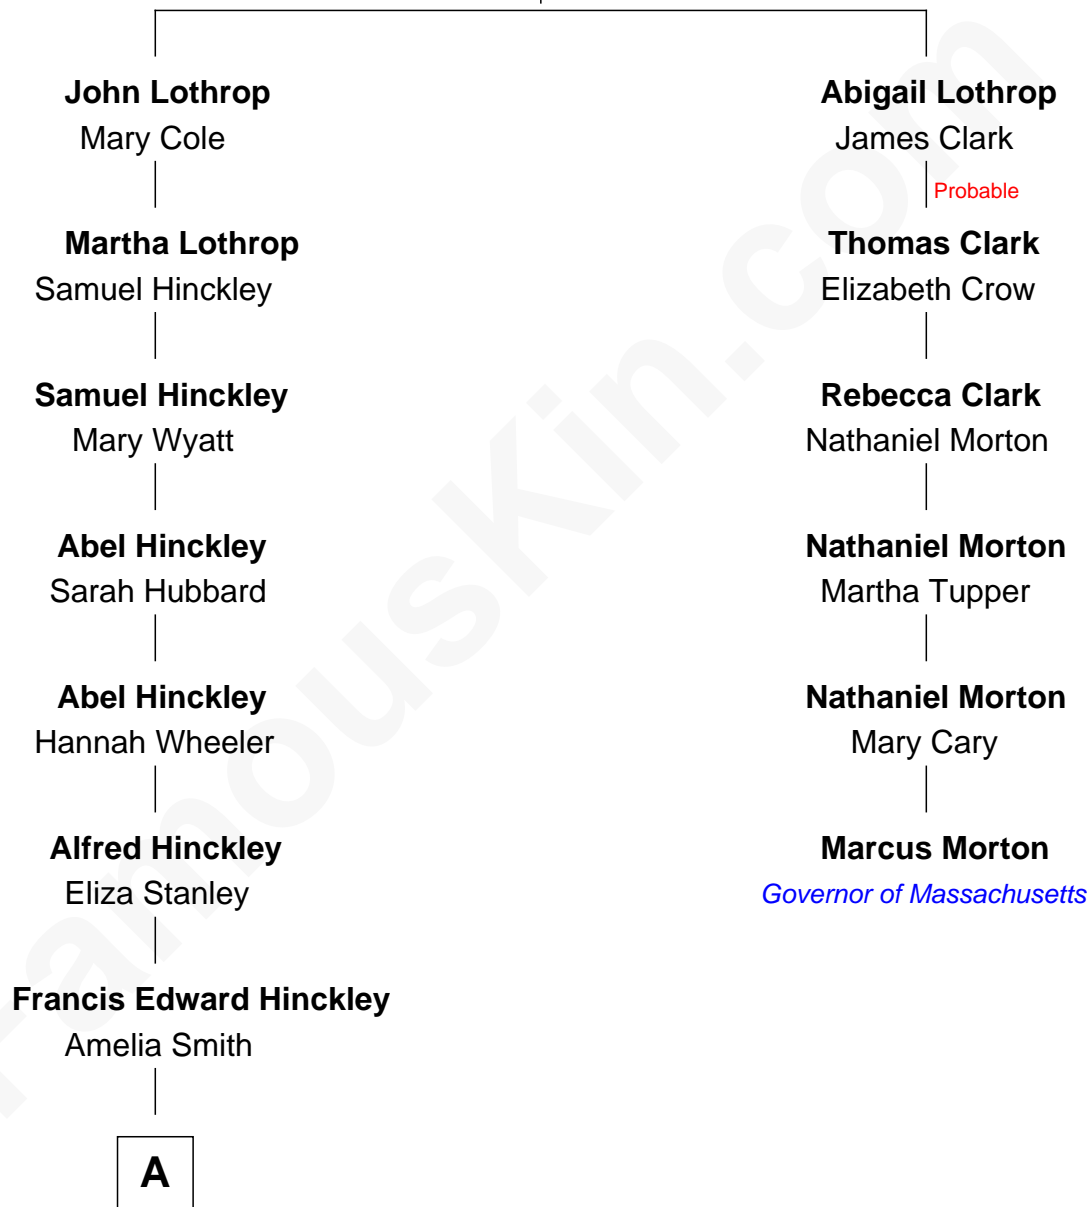 John Lothrop
Mary Cole
Martha Lothrop
Samuel Hinckley
Samuel Hinckley
Mary Wyatt
Abel Hinckley
Sarah Hubbard
Abel Hinckley
Hannah Wheeler
Alfred Hinckley
Eliza Stanley
Francis Edward Hinckley
Amelia Smith
A
Abigail Lothrop
James Clark
Probable
Thomas Clark
Elizabeth Crow
Rebecca Clark
Nathaniel Morton
Nathaniel Morton
Martha Tupper
Nathaniel Morton
Mary Cary
Marcus Morton
Governor of Massachusetts
FamousKin.com